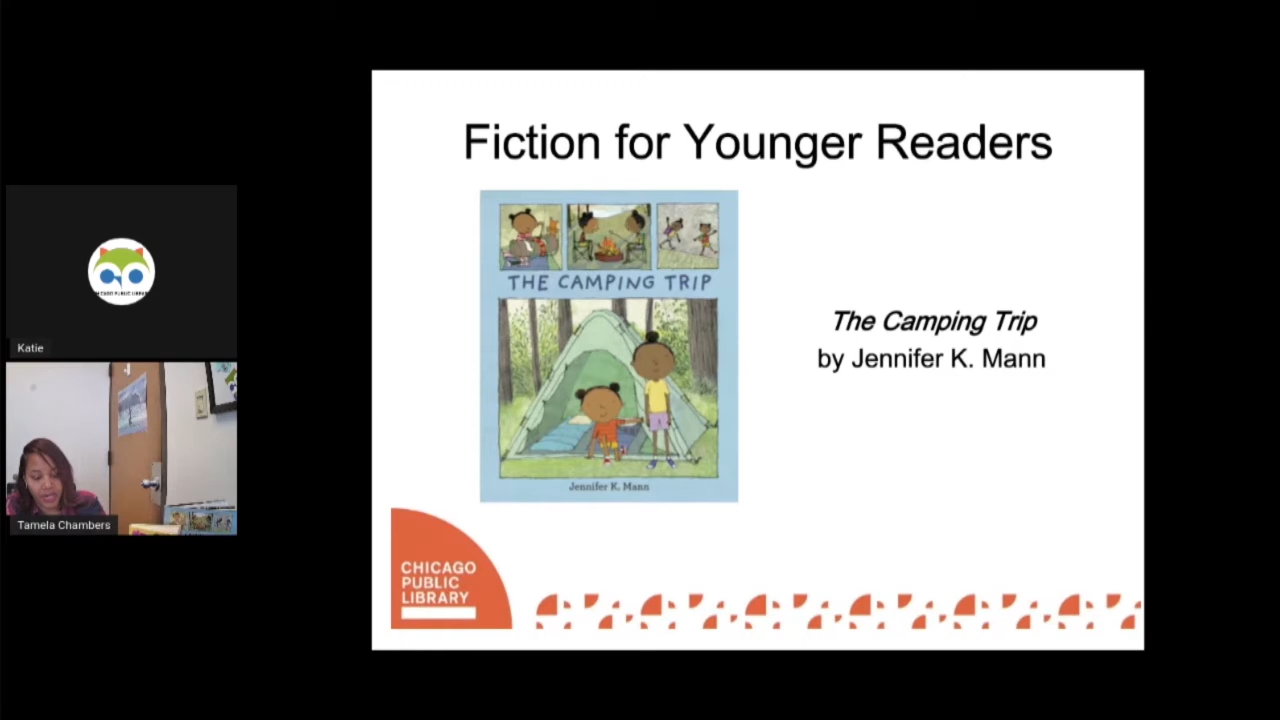 Fiction for Younger Readers
THE CAMPING TRIP
Jennifer K. Mann
The Camping Trip
by Jennifer K. Mann
CHICAGO
PUBLIC
LIBRARY
Katie
Tamela Chambers